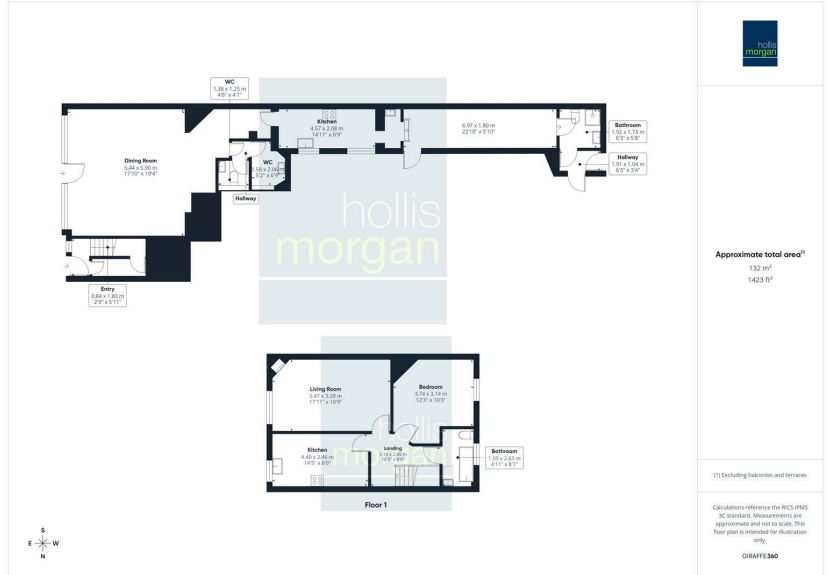 WC
1.38 x 1.25 m
4'6" x 4'1"
Kitchen
4.57 x 2.08 m
14'11" x 6'9"
6.97 x 1.80 m
22'10" x 5'10"
Bathroom
1.92 x 1.73 m
6'3" x 5'8"
Hallway
1.91 x 1.04 m
6'3" x 3'4"
Dining Room
5.44 x 5.90 m
17'10" x 19'4"
WC
1.58 x 2.06 m
5'2" x 6'9"
Hallway
Entry
0.84 x 1.83 m
2'9" x 5'11"
hollis
morgan
Living Room
5.47 x 3.28 m
17'11" x 10'9"
Bedroom
3.74 x 3.14 m
12'3" x 10'3"
Kitchen
4.40 x 2.46 m
14'5" x 8'0"
Landing
Bathroom
1.50 x 2.63 m
4'11" x 8'7"
hollis
morgan
Floor 1
S
E W
N
hollis
morgan
Approximate total area(1)
132 m²
1423 ft²
(1) Excluding balconies and terraces
Calculations reference the RICS IPMS
3C standard. Measurements are
approximate and not to scale. This
floor plan is intended for illustration
only.
GIRAFFE360